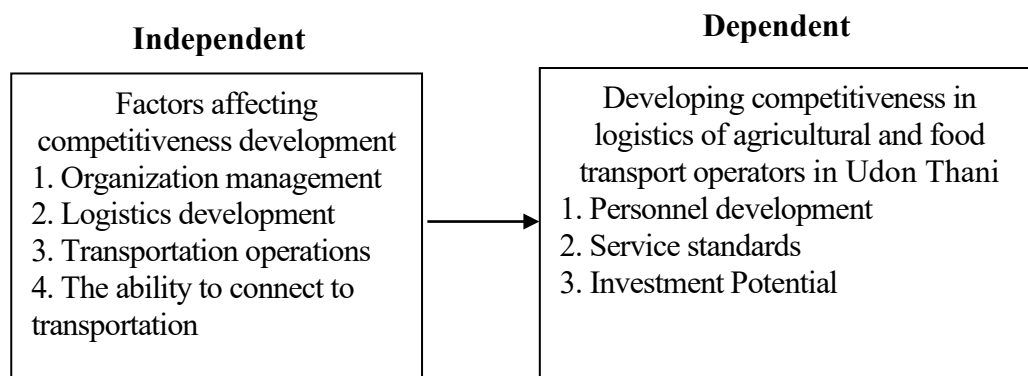 Independent
Dependent
Factors affecting
competitiveness development
1. Organization management
2. Logistics development
3. Transportation operations
4. The ability to connect to
transportation
Developing competitiveness in
logistics of agricultural and food
transport operators in Udon Thani
1. Personnel development
2. Service standards
3. Investment Potential